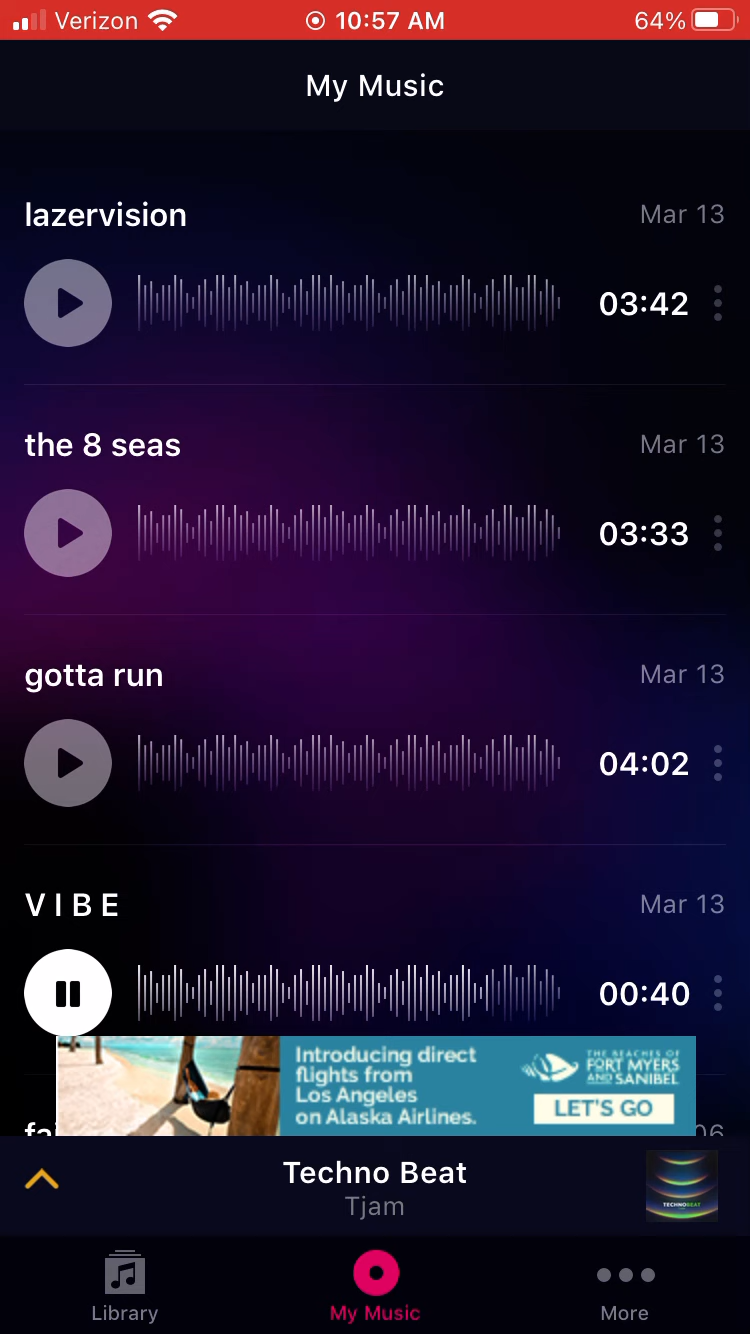 Verizon 10:57 AM 64%
My Music
lazervision Mar 13
03:42
the 8 seas Mar 13
03:33
gotta run Mar 13
04:02
V I B E Mar 13
00:40
Introducing direct
flights from
Los Angeles
on Alaska Airlines.
THE BEACHES OF
FORT MYERS
AND SANIBEL
LET'S GO
06
Techno Beat
Tjam
TECHNOBEAT
Library My Music More